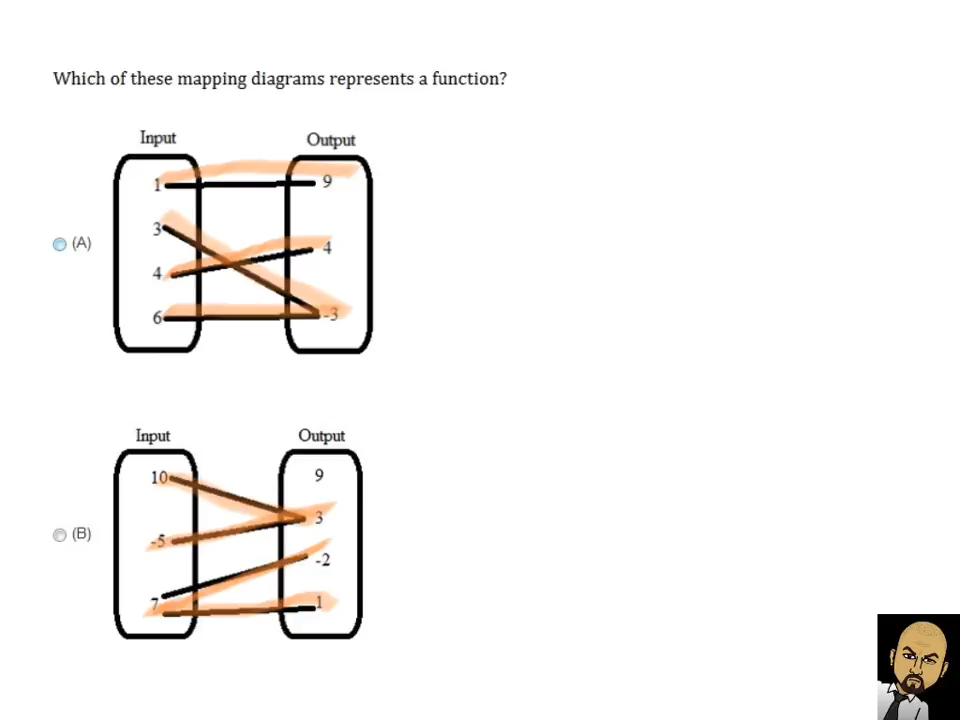 Which of these mapping diagrams represents a function?
Input Output
1 9
3
(A) 4
4
6 -3
Input Output
10 9
3
(B) -5
-2
7 1